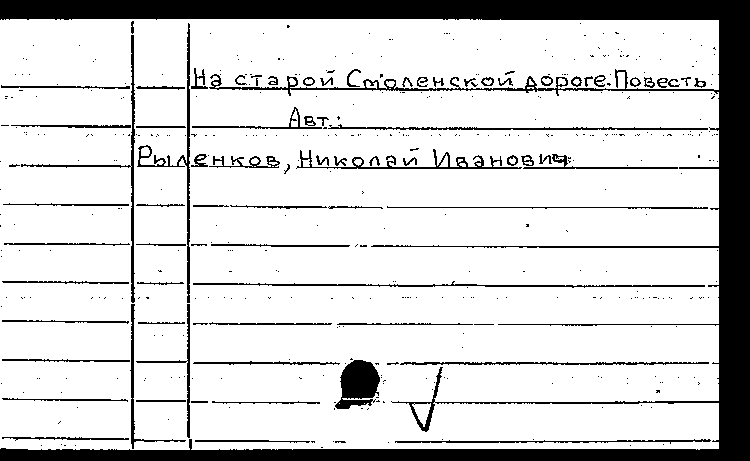 На старой Смоленской дороге. Повесть
Авт.:
Рыленков, Николай Иванович